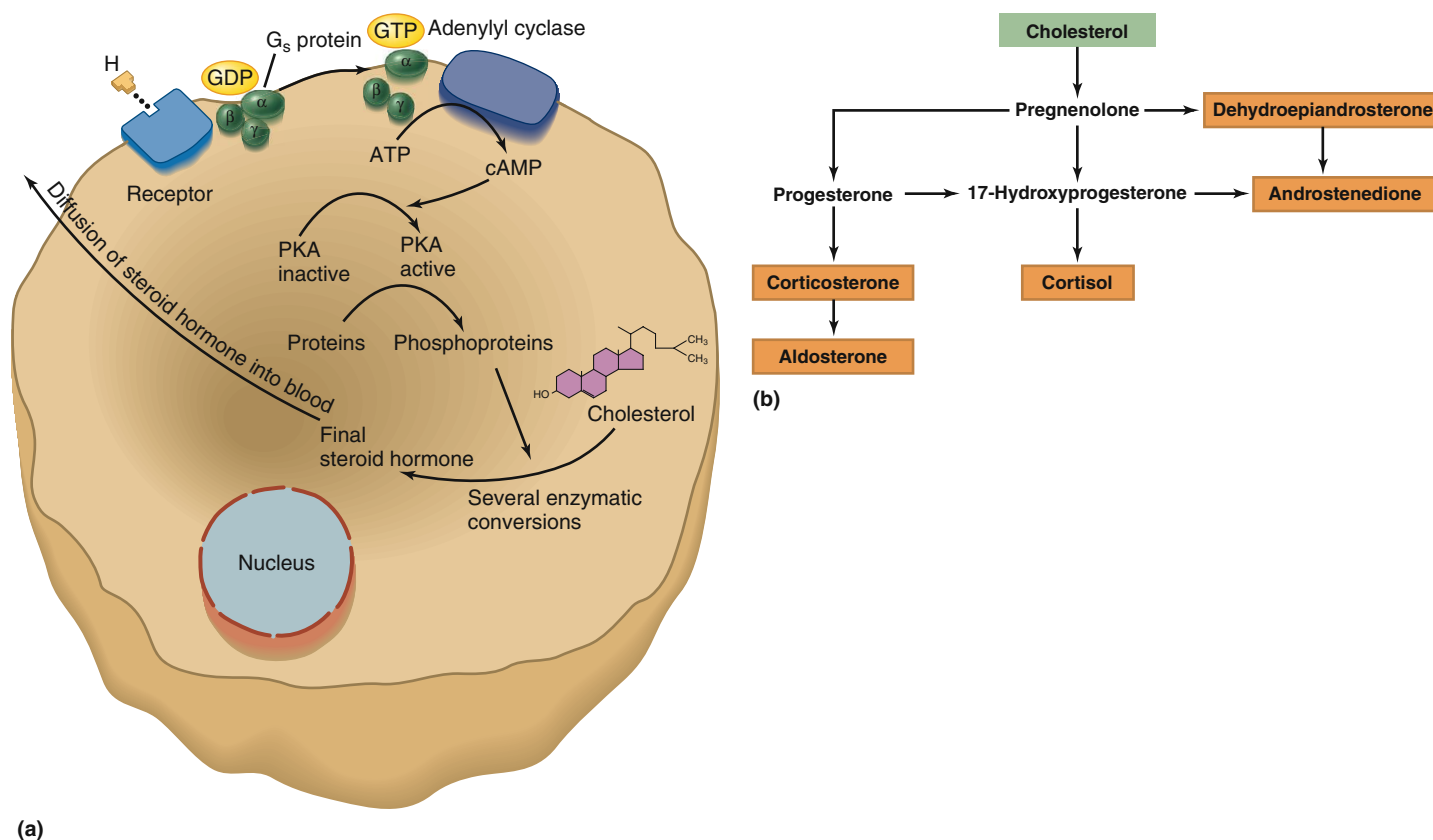 H
GDP
α
β
γ
G<sub>s</sub> protein
GTP
α
β
γ
Adenylyl cyclase
Receptor
ATP
cAMP
PKA
inactive
PKA
active
Proteins
Phosphoproteins
CH₃
CH₃
HO
Cholesterol
Diffusion of steroid hormone into blood
Final
steroid hormone
Several enzymatic
conversions
Nucleus
(a)
Cholesterol
Pregnenolone
Dehydroepiandrosterone
Progesterone
17-Hydroxyprogesterone
Androstenedione
Corticosterone
Cortisol
Aldosterone
(b)